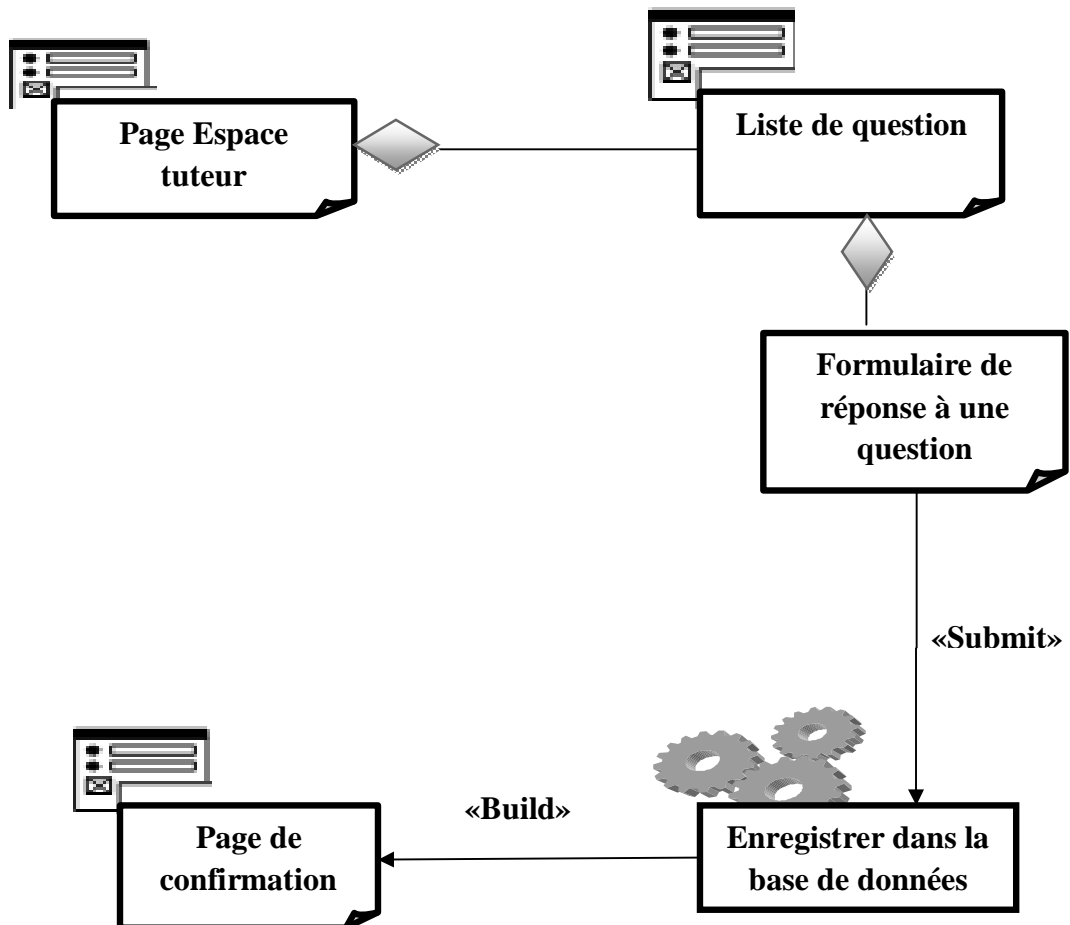 Page Espace
tuteur
Liste de question
Formulaire de
réponse à une
question
«Submit»
«Build»
Enregistrer dans la
base de données
Page de
confirmation